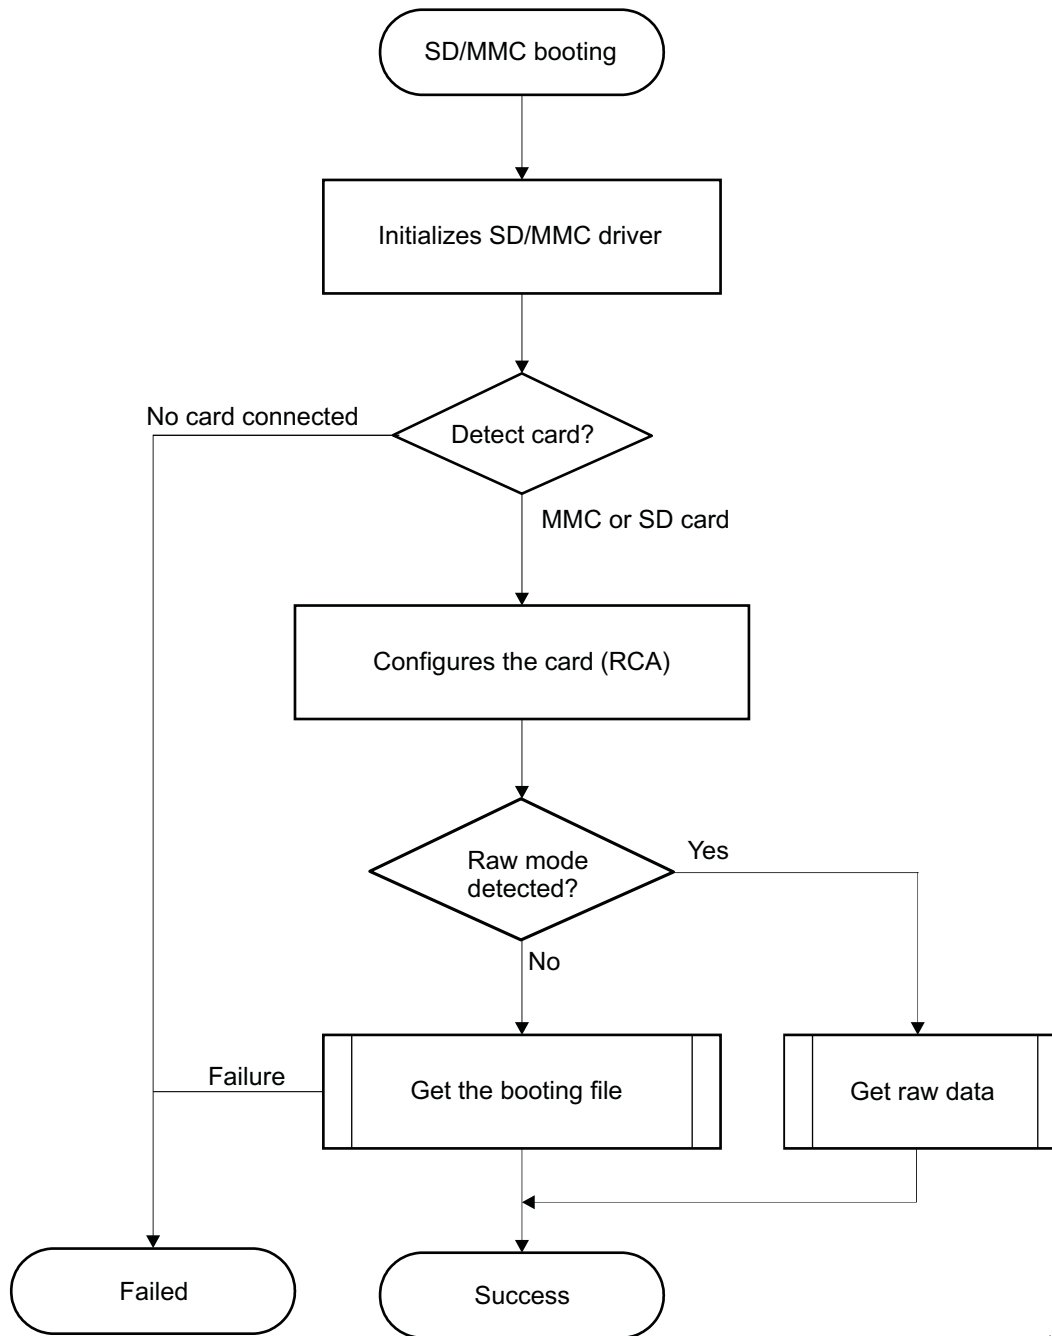 SD/MMC booting
Initializes SD/MMC driver
No card connected
Detect card?
MMC or SD card
Configures the card (RCA)
Raw mode
detected?
Yes
No
Failure
Get the booting file
Get raw data
Failed
Success